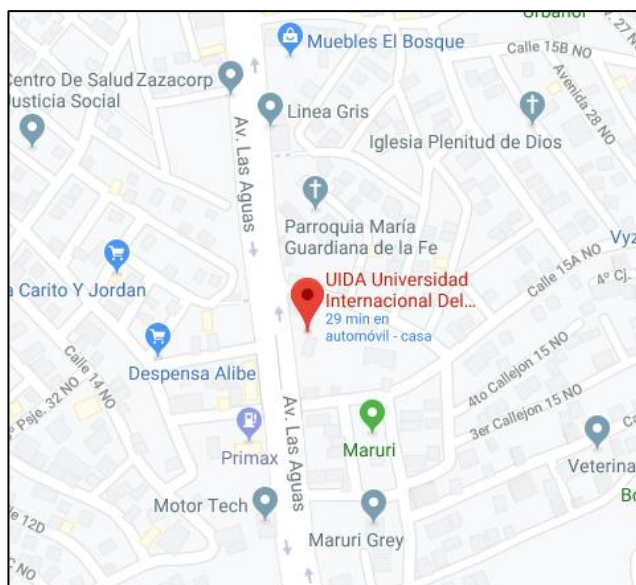 Urbanor
Muebles El Bosque
Calle 15B NO
Avenida 28 NO
Centro De Salud
Justicia Social
Zazacorp
Linea Gris
Iglesia Plenitud de Dios
Av. Las Aguas
Parroquia María
Guardiana de la Fe
Calle 15A NO
4º Cj.
a Carito Y Jordan
UIDA Universidad
Internacional Del...
29 min en
automóvil - casa
Despensa Alibe
Calle 14 NO
Psje. 32 NO
4to Callejon 15 NO
3er Callejon 15 NO
Av. Las Aguas
Primax
Maruri
Motor Tech
Maruri Grey
12D